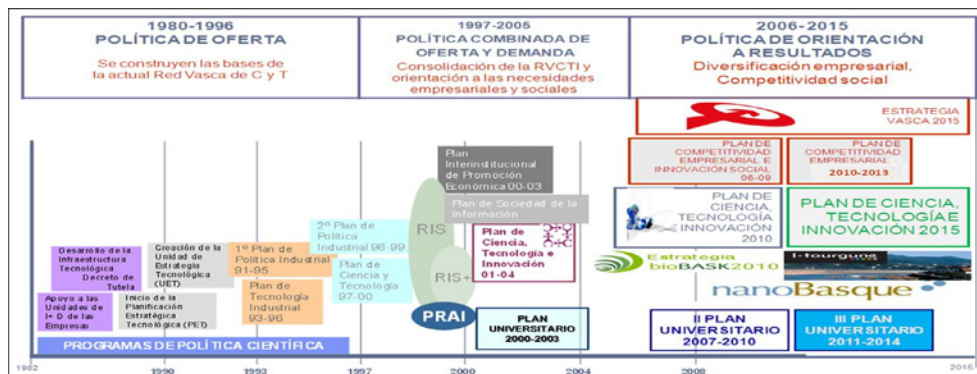 1980-1996
POLÍTICA DE OFERTA
Se construyen las bases de
la actual Red Vasca de C y T
1997-2005
POLÍTICA COMBINADA DE
OFERTA Y DEMANDA
Consolidación de la RVCTI y
orientación a las necesidades
empresariales y sociales
2006-2015
POLÍTICA DE ORIENTACIÓN
A RESULTADOS
Diversificación empresarial,
Competitividad social
ESTRATEGIA
VASCA 2015
PLAN DE
COMPETITIVIDAD
EMPRESARIAL E
INNOVACIÓN SOCIAL
06-09
PLAN DE
COMPETITIVIDAD
EMPRESARIAL
2010-2013
Plan
Interinstitucional
de Promoción
Económica 00-03
Plan de Sociedad de la
Información
PLAN DE
CIENCIA,
TECNOLOGÍA
INNOVACIÓN
2010
PLAN DE CIENCIA,
TECNOLOGÍA E
INNOVACIÓN 2015
RIS
RIS+
PRAI
Plan de
Ciencia,
Tecnología e
Innovación
01-04
2º Plan de
Política
Industrial 96-99
Plan de
Ciencia y
Tecnología
97-00
1º Plan de
Política Industrial
91-95
Plan de
Tecnología
Industrial
93-96
Creación de la
Unidad de
Estrategia
Tecnológica
(UET)
Inicio de la
Planificación
Estratégica
Tecnológica (PET)
Desarrollo de la
Infraestructura
Tecnológica
Decreto de
Tutela
Apoyo a las
Unidades de
I+ D de las
Empresas
Estrategia
bioBASK2010
I-tourgune
nanoBasque
PLAN
UNIVERSITARIO
2000-2003
II PLAN
UNIVERSITARIO
2007-2010
III PLAN
UNIVERSITARIO
2011-2014
PROGRAMAS DE POLÍTICA CIENTÍFICA
1982
1990
1993
1997
2000
2004
2008
2015